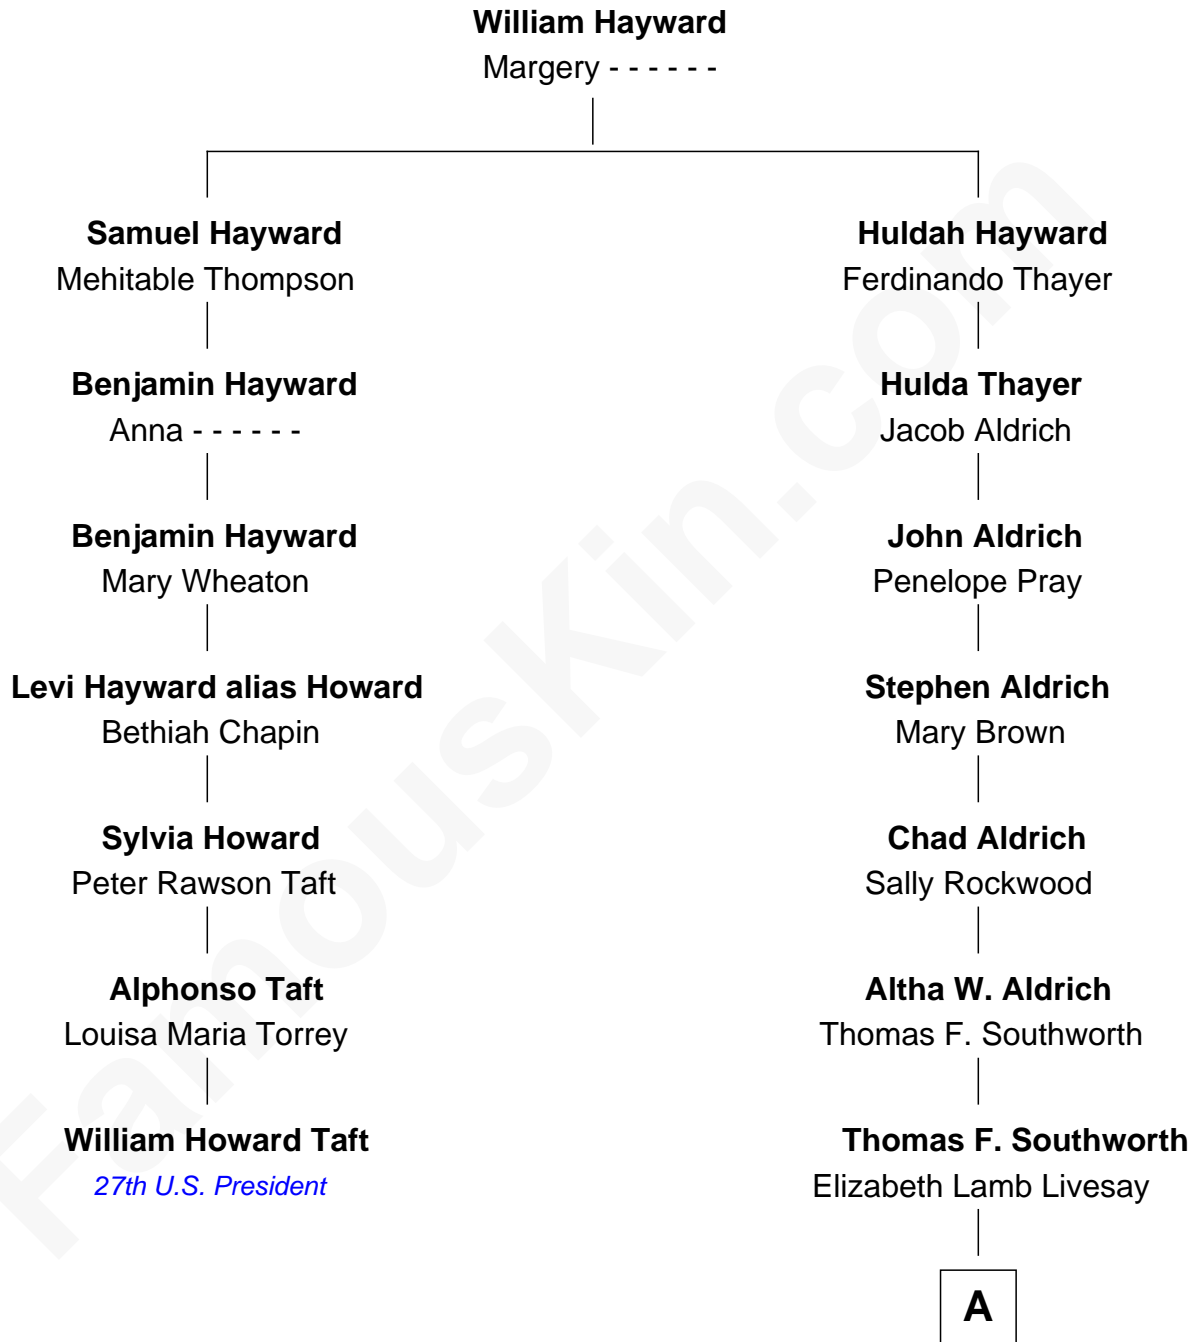 William Hayward
Margery - - - - - -
Samuel Hayward
Mehitable Thompson
Huldah Hayward
Ferdinando Thayer
Benjamin Hayward
Anna - - - - - -
Hulda Thayer
Jacob Aldrich
Benjamin Hayward
Mary Wheaton
John Aldrich
Penelope Pray
Levi Hayward alias Howard
Bethiah Chapin
Stephen Aldrich
Mary Brown
Sylvia Howard
Peter Rawson Taft
Chad Aldrich
Sally Rockwood
Alphonso Taft
Louisa Maria Torrey
Altha W. Aldrich
Thomas F. Southworth
William Howard Taft
27th U.S. President
Thomas F. Southworth
Elizabeth Lamb Livesay
A
FamousKin.com